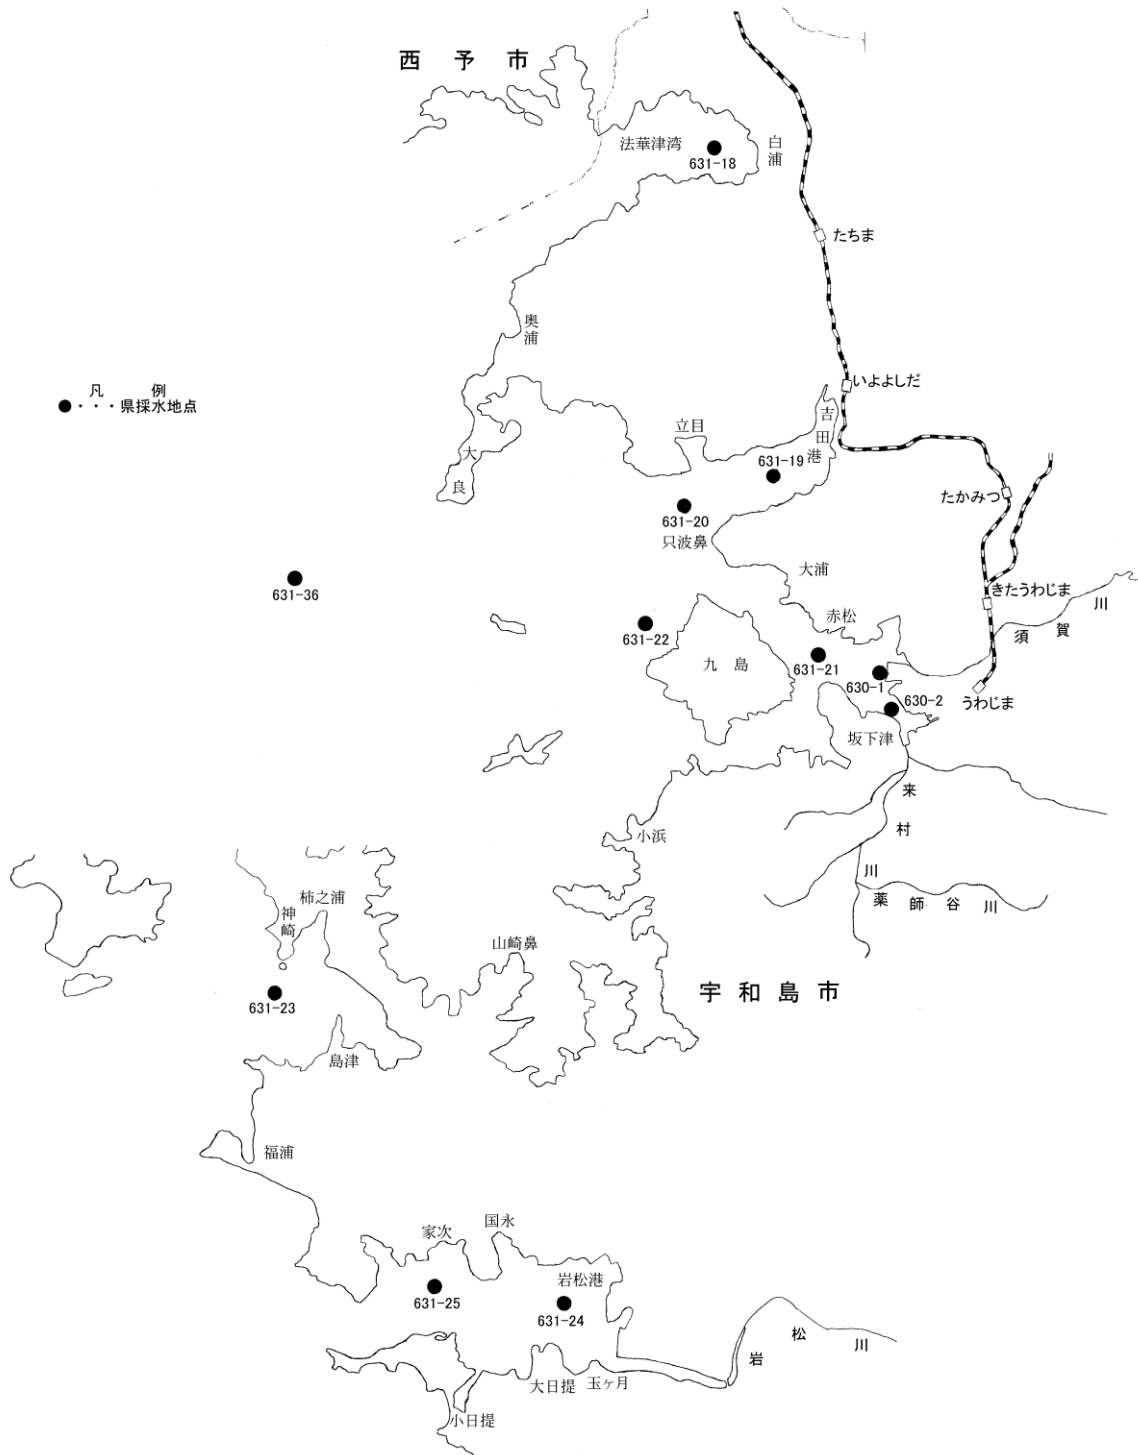 西予市
法華津湾
白浦
631-18
たちま
奥浦
いよよしだ
凡例
●・・・県採水地点
吉田港
立目
大良
631-19
たかみつ
631-20
只波鼻
大浦
631-36
きたうわじま
須賀川
赤松
631-22
九島
631-21
630-1
630-2
うわじま
坂下津
来村川
小浜
薬師谷川
柿之浦
神崎
山崎鼻
宇和島市
631-23
島津
福浦
国永
家次
岩松港
631-25
631-24
岩松川
大日提
玉ヶ月
小日提